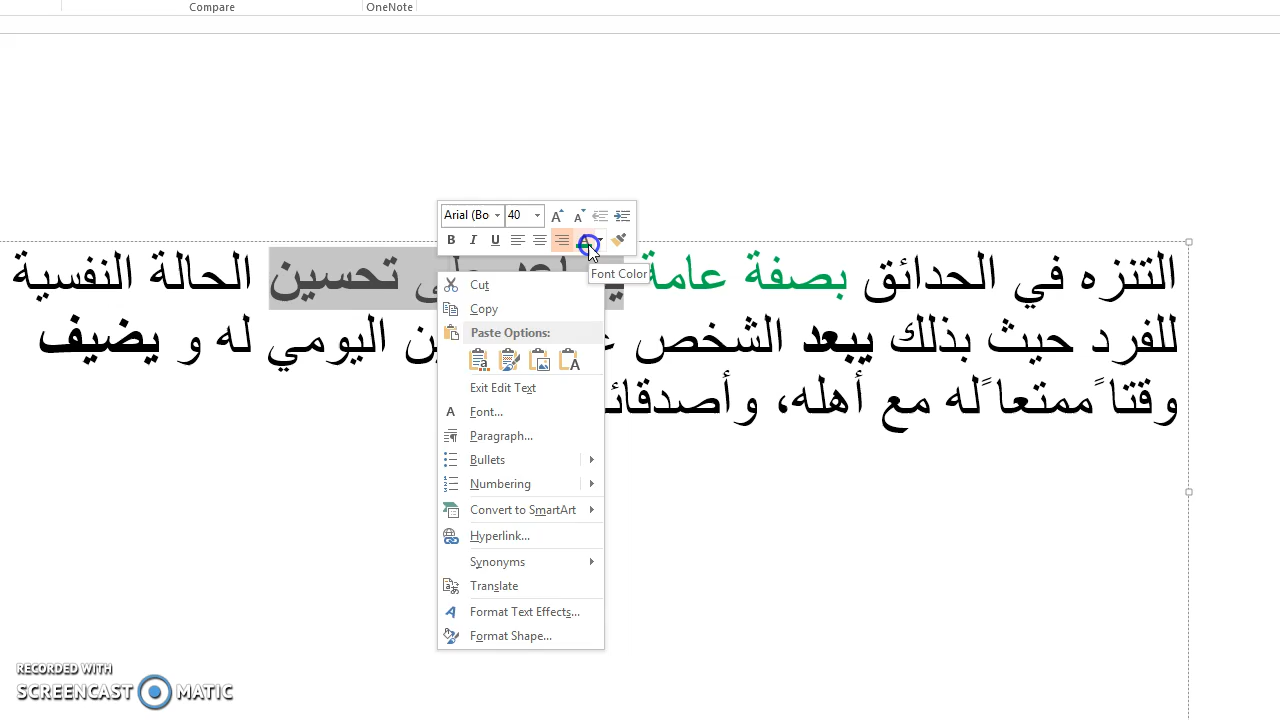 Compare
OneNote
Arial (Bo
40
B I U
Font Color
التنزه في الحدائق بصفة عامة تحسين الحالة النفسية
للفرد حيث بذلك يبعد الشخص اليومي له و يضيف
وقتا ًممتعا ًله مع أهله، وأصدقائ
Cut
Copy
Paste Options:
Exit Edit Text
Font...
Paragraph...
Bullets
Numbering
Convert to SmartArt
Hyperlink...
Synonyms
Translate
Format Text Effects...
Format Shape...
RECORDED WITH
SCREENCAST MATIC